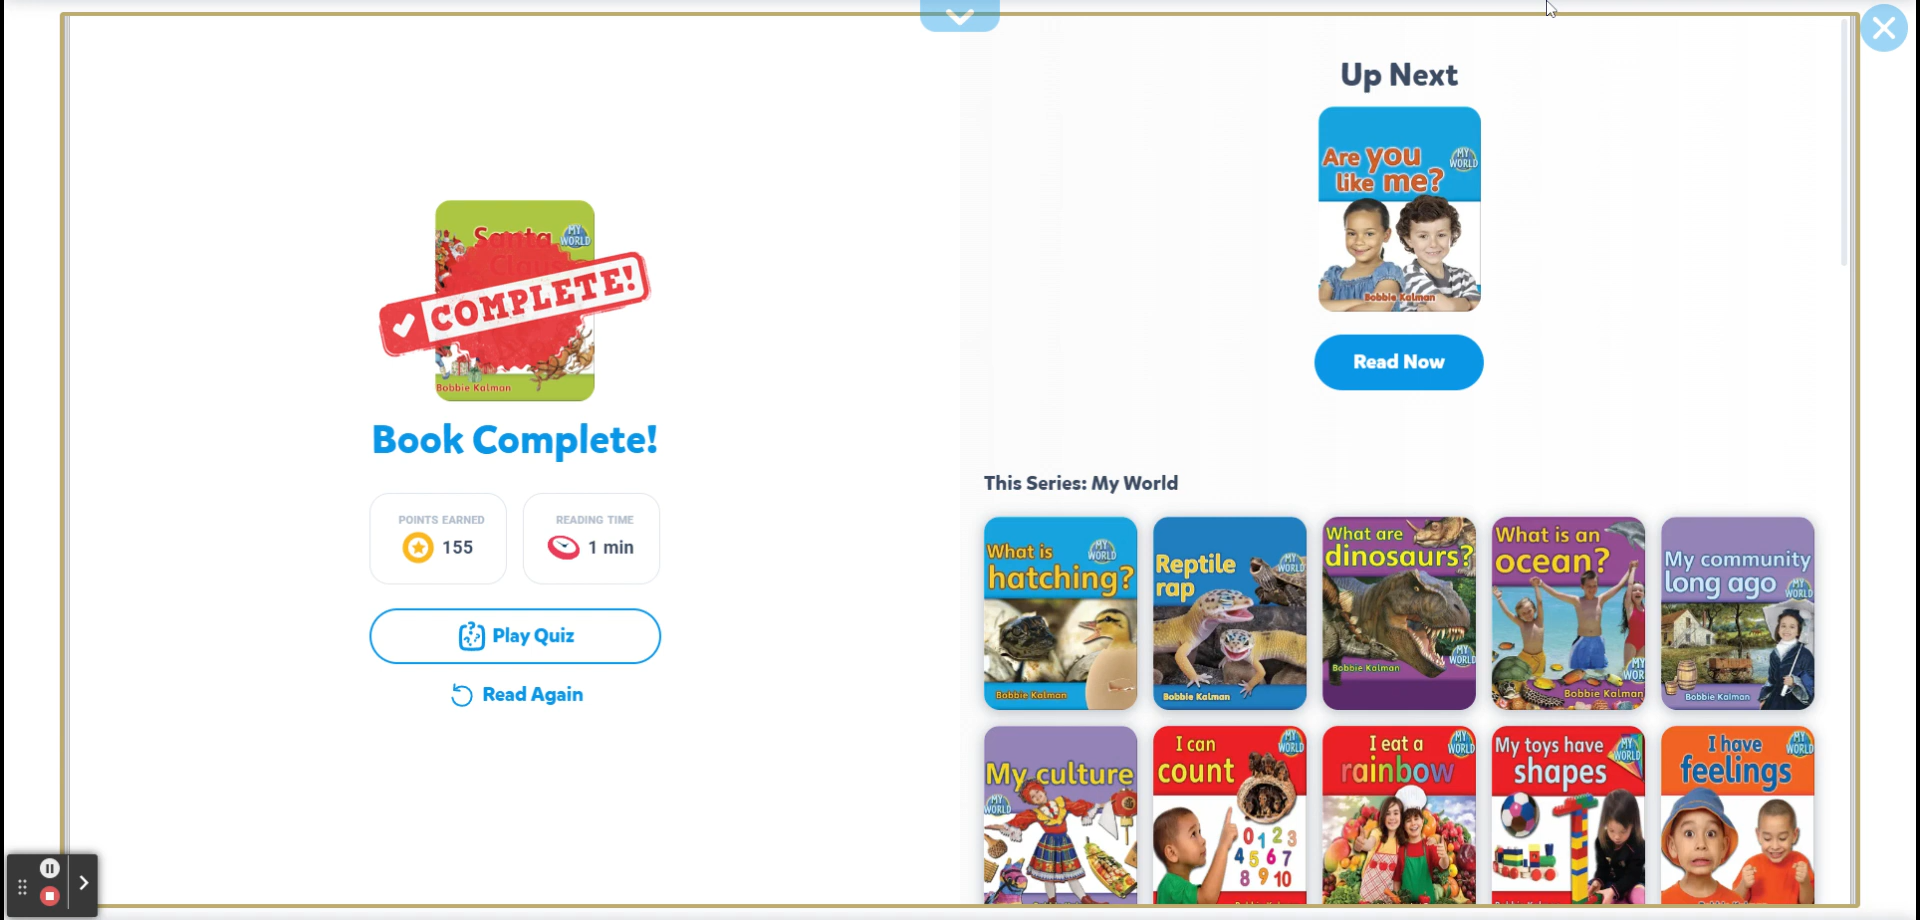 Santa
Claus
MY
WORLD
COMPLETE!
Bobbie Kalman
Book Complete!
POINTS EARNED
155
READING TIME
1 min
Play Quiz
Read Again
Up Next
Are you
like me?
MY
WORLD
Bobbie Kalman
Read Now
This Series: My World
What is
hatching?
MY
WORLD
Bobbie Kalman
Reptile
rap
MY
WORLD
Bobbie Kalman
What are
dinosaurs?
MY
WORLD
Bobbie Kalman
What is an
ocean?
MY
WOR
Bobbie Kalman
My community
long ago
MY
WORLD
Bobbie Kalman
My culture
MY
WORLD
I can
count
MY
WORLD
0 1 2 3
4 5 6 7
8 9 10
I eat a
rainbow
MY
WORLD
My toys have
shapes
MY
WORLD
I have
feelings
MY
WORLD